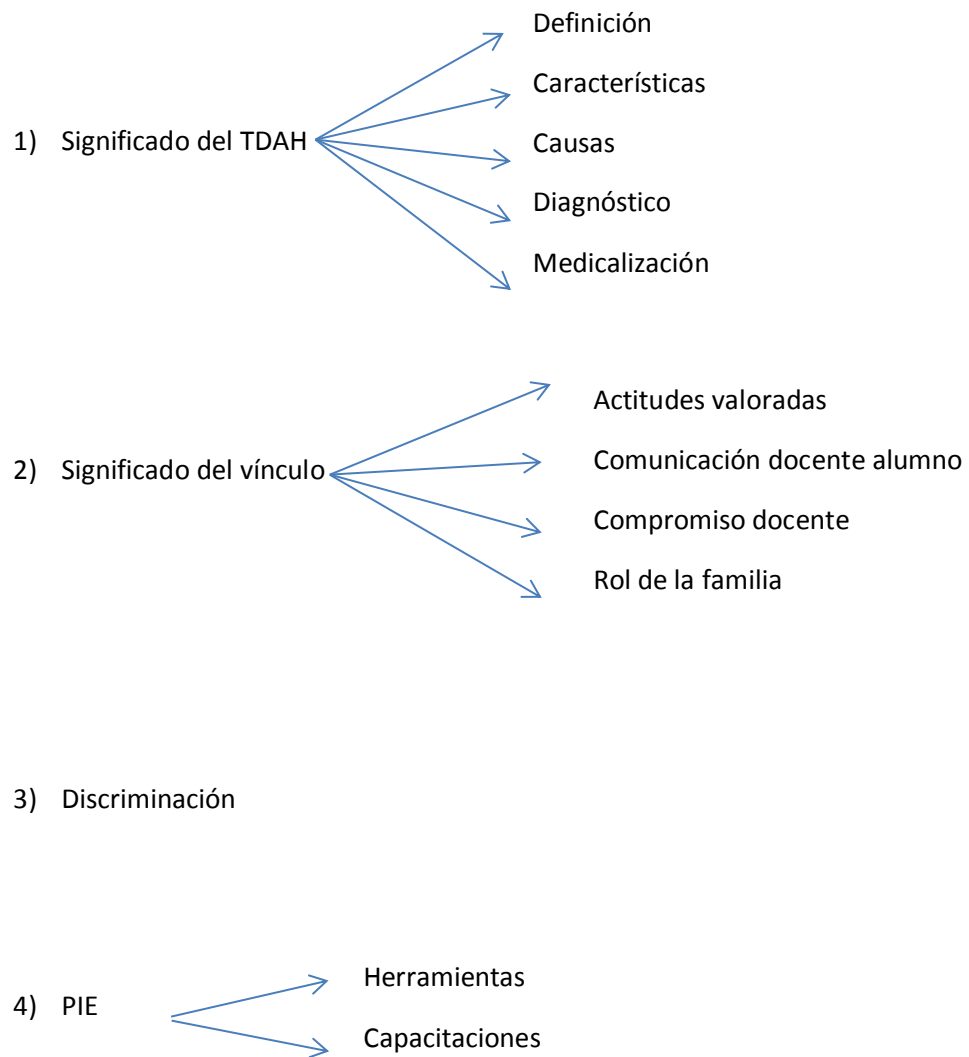 Definición
Características
1) Significado del TDAH
Causas
Diagnóstico
Medicalización
Actitudes valoradas
2) Significado del vínculo
Comunicación docente alumno
Compromiso docente
Rol de la familia
3) Discriminación
Herramientas
4) PIE
Capacitaciones